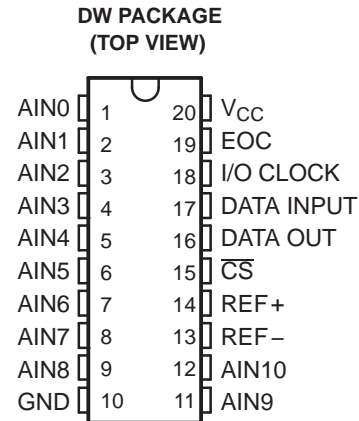 DW PACKAGE
(TOP VIEW)
AIN0 1 20 VCC
AIN1 2 19 EOC
AIN2 3 18 I/O CLOCK
AIN3 4 17 DATA INPUT
AIN4 5 16 DATA OUT
AIN5 6 15 C̅S̅
AIN6 7 14 REF+
AIN7 8 13 REF−
AIN8 9 12 AIN10
GND 10 11 AIN9